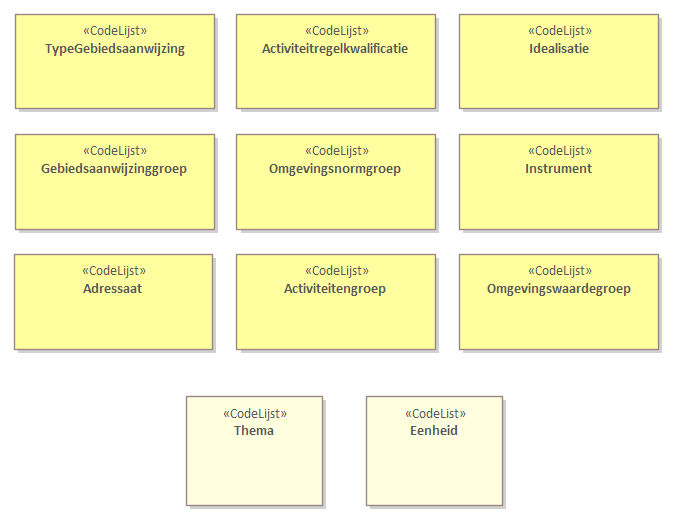 «CodeLijst»
TypeGebiedsaanwijzing
«CodeLijst»
Activiteitregelkwalificatie
«CodeLijst»
Idealisatie
«CodeLijst»
Gebiedsaanwijzinggroep
«CodeLijst»
Omgevingsnormgroep
«CodeLijst»
Instrument
«CodeLijst»
Adressaat
«CodeLijst»
Activiteitengroep
«CodeLijst»
Omgevingswaardegroep
«CodeLijst»
Thema
«CodeList»
Eenheid